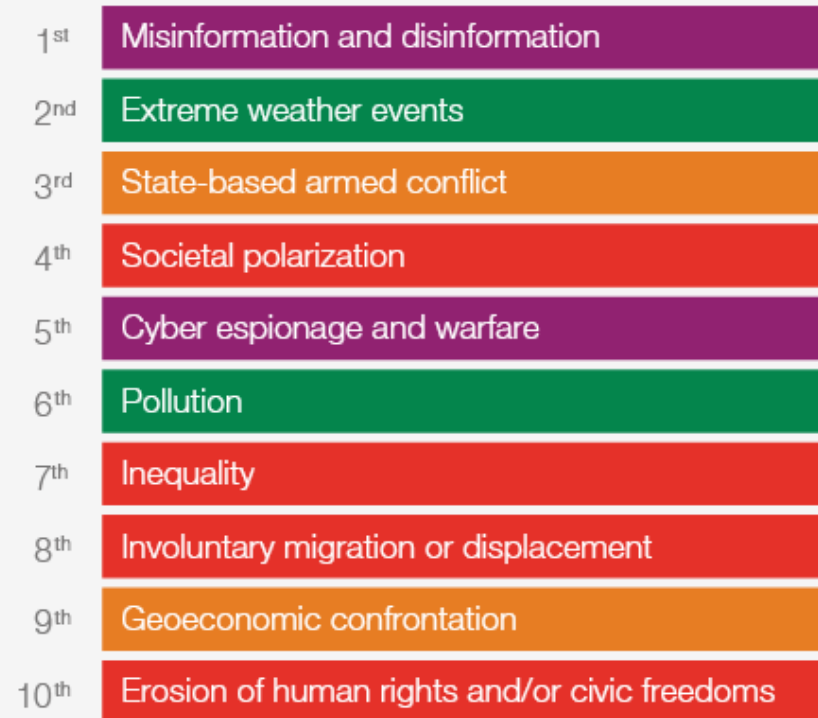 1st Misinformation and disinformation
2nd Extreme weather events
3rd State-based armed conflict
4th Societal polarization
5th Cyber espionage and warfare
6th Pollution
7th Inequality
8th Involuntary migration or displacement
9th Geoeconomic confrontation
10th Erosion of human rights and/or civic freedoms